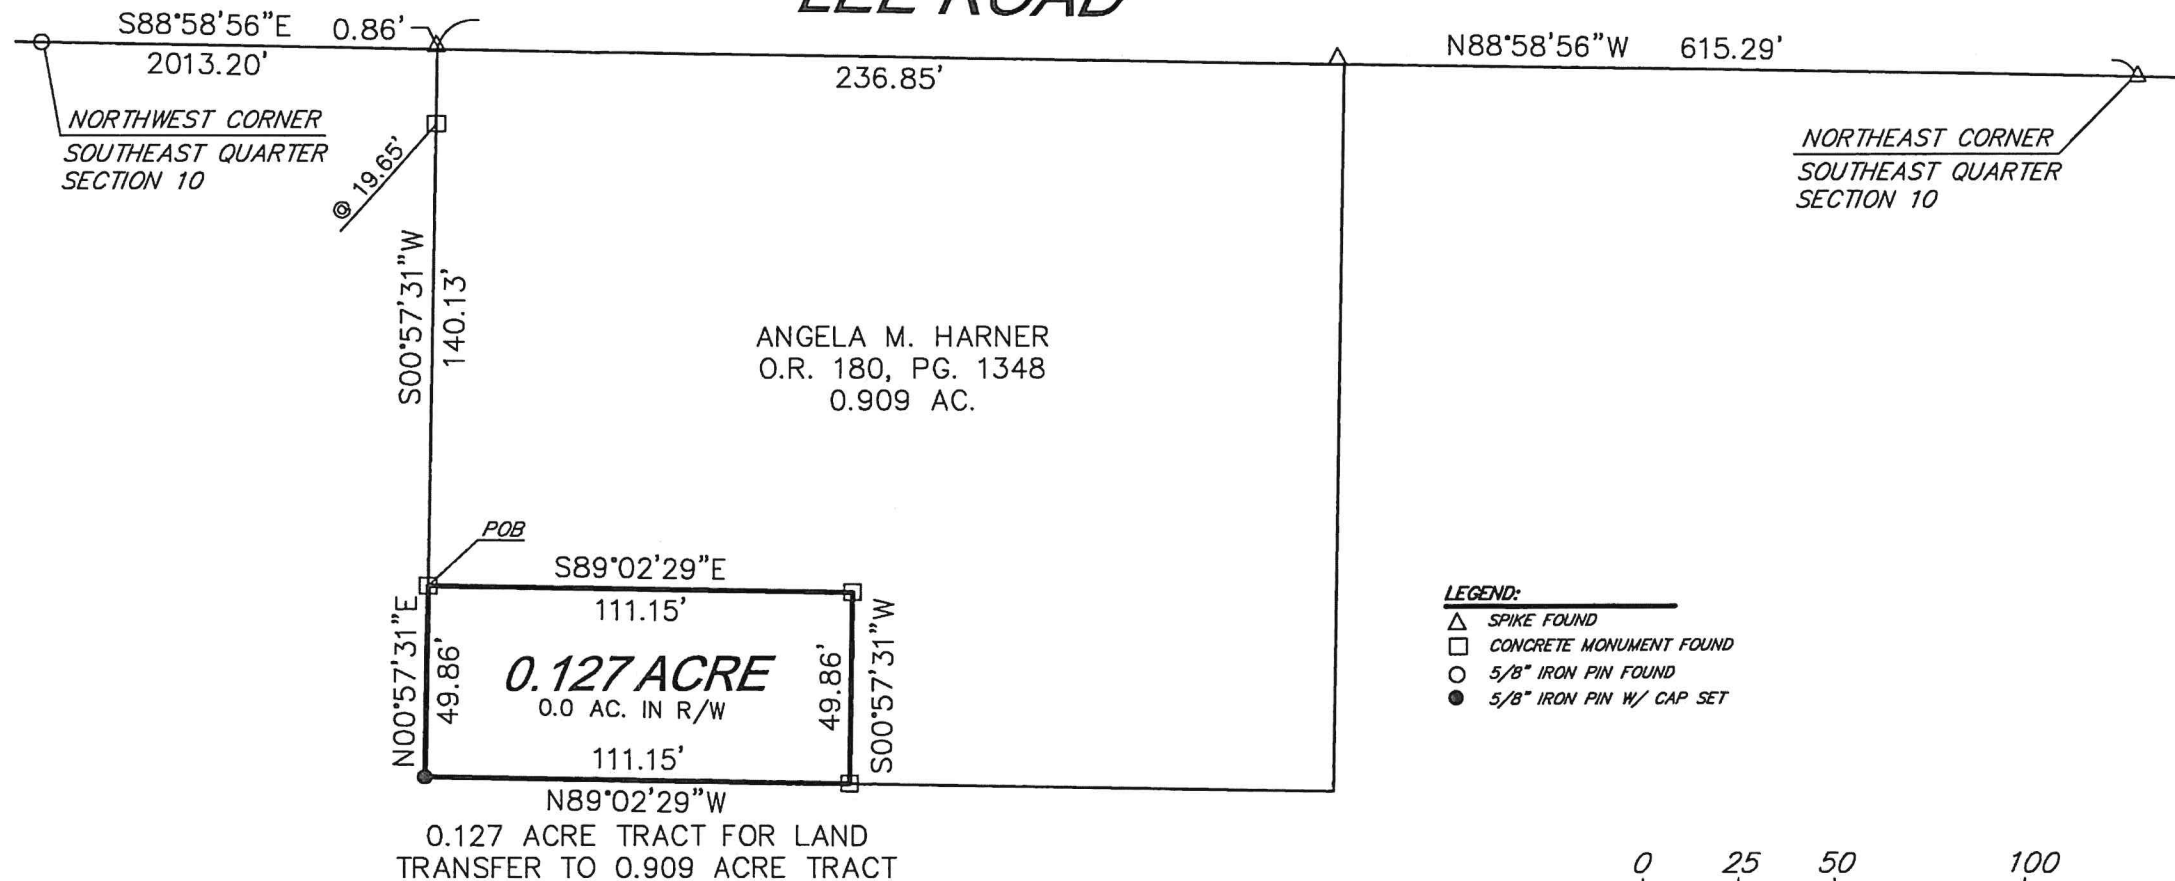 LEE ROAD
S88°58'56"E 0.86'
2013.20'
236.85'
N88°58'56"W 615.29'
NORTHWEST CORNER
SOUTHEAST QUARTER
SECTION 10
NORTHEAST CORNER
SOUTHEAST QUARTER
SECTION 10
@ 19.65'
S00°57'31"W
140.13'
ANGELA M. HARNER
O.R. 180, PG. 1348
0.909 AC.
POB
S89°02'29"E
111.15'
N00°57'31"E
49.86'
0.127 ACRE
0.0 AC. IN R/W
49.86'
S00°57'31"W
111.15'
N89°02'29"W
0.127 ACRE TRACT FOR LAND
TRANSFER TO 0.909 ACRE TRACT
LEGEND:
SPIKE FOUND
CONCRETE MONUMENT FOUND
5/8" IRON PIN FOUND
5/8" IRON PIN W/ CAP SET
0 25 50 100